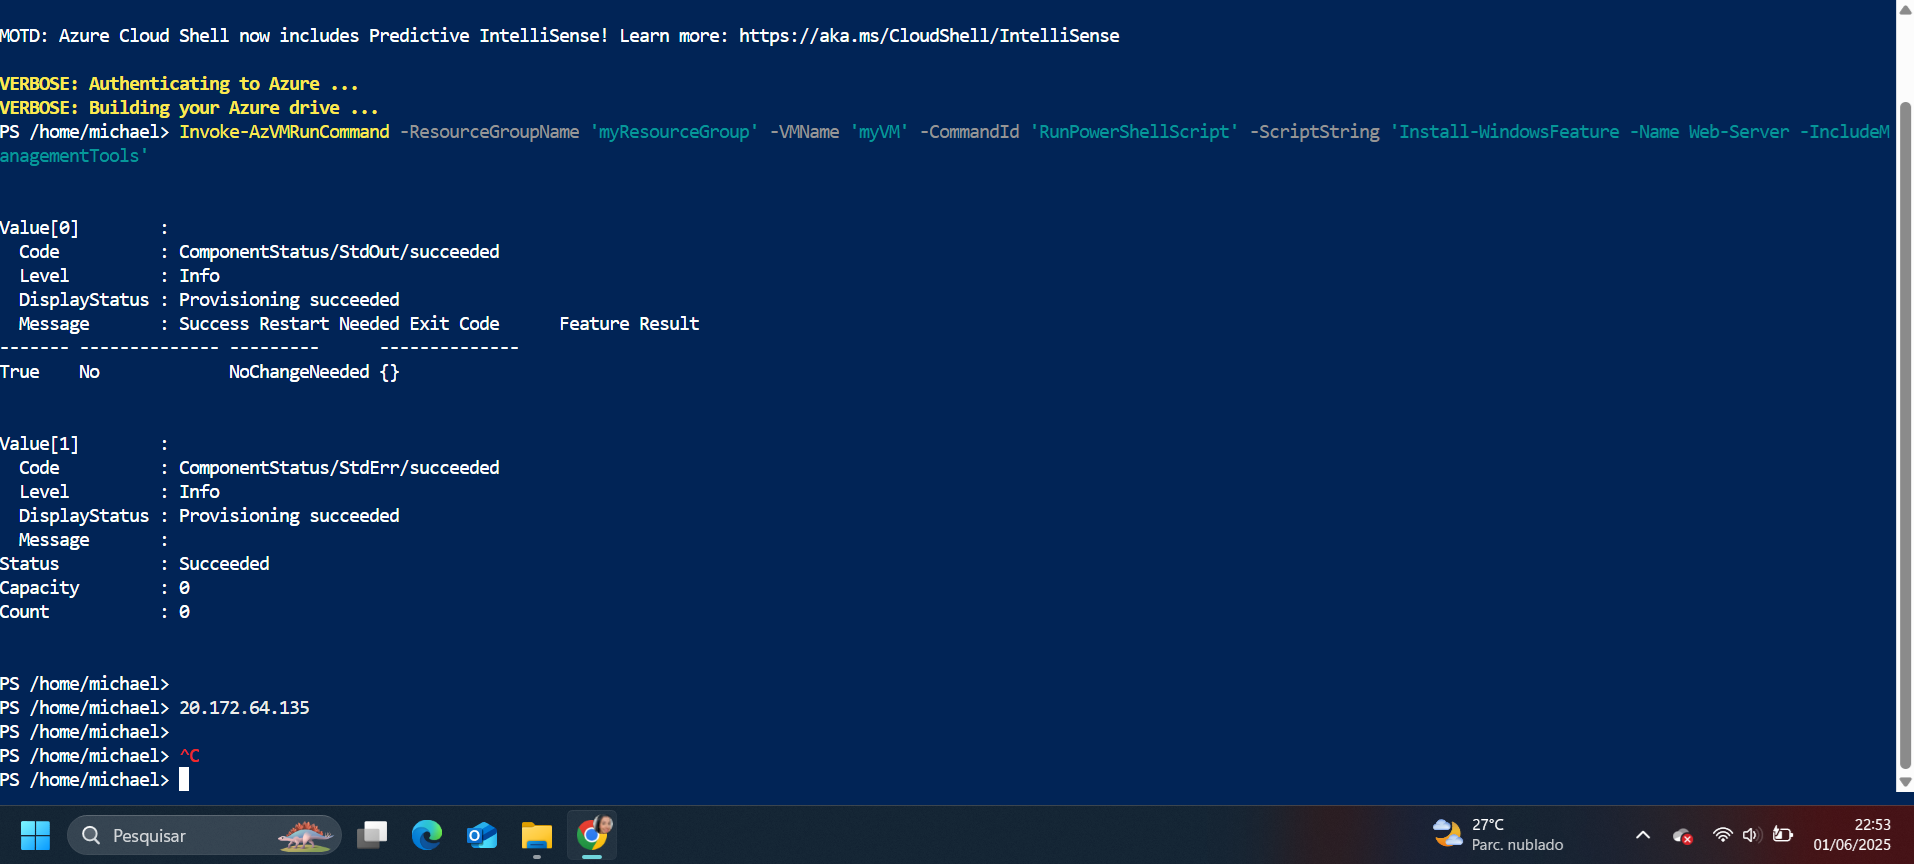 MOTD: Azure Cloud Shell now includes Predictive IntelliSense! Learn more: https://aka.ms/CloudShell/IntelliSense
VERBOSE: Authenticating to Azure ...
VERBOSE: Building your Azure drive ...
PS /home/michael> Invoke-AzVMRunCommand -ResourceGroupName 'myResourceGroup' -VMName 'myVM' -CommandId 'RunPowerShellScript' -ScriptString 'Install-WindowsFeature -Name Web-Server -IncludeM
anagementTools'
Value[0]        :
  Code          : ComponentStatus/StdOut/succeeded
  Level         : Info
  DisplayStatus : Provisioning succeeded
  Message       : Success Restart Needed Exit Code      Feature Result
------- -------------- ---------      --------------
True    No             NoChangeNeeded {}
Value[1]        :
  Code          : ComponentStatus/StdErr/succeeded
  Level         : Info
  DisplayStatus : Provisioning succeeded
  Message       :
Status          : Succeeded
Capacity        : 0
Count           : 0
PS /home/michael>
PS /home/michael> 20.172.64.135
PS /home/michael>
PS /home/michael> ^C
PS /home/michael>
Pesquisar
27°C
Parc. nublado
22:53
01/06/2025